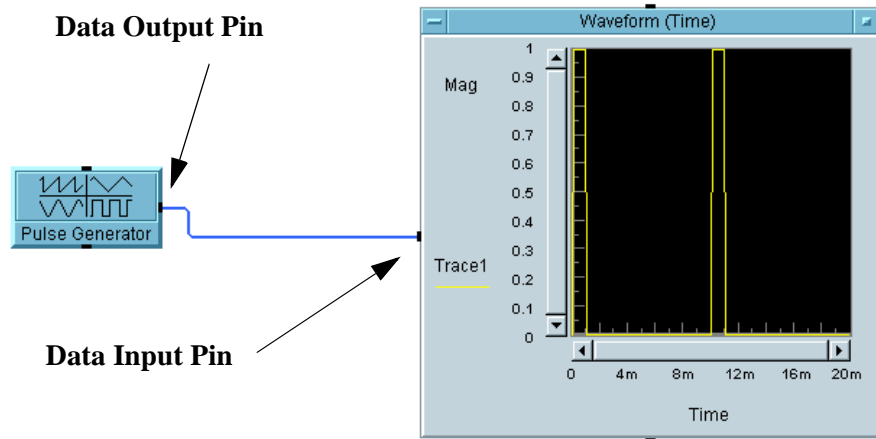 Data Output Pin
Waveform (Time)
Mag
1
0.9
0.8
0.7
0.6
0.5
0.4
0.3
0.2
0.1
0
Pulse Generator
Trace1
Data Input Pin
0 4m 8m 12m 16m 20m
Time